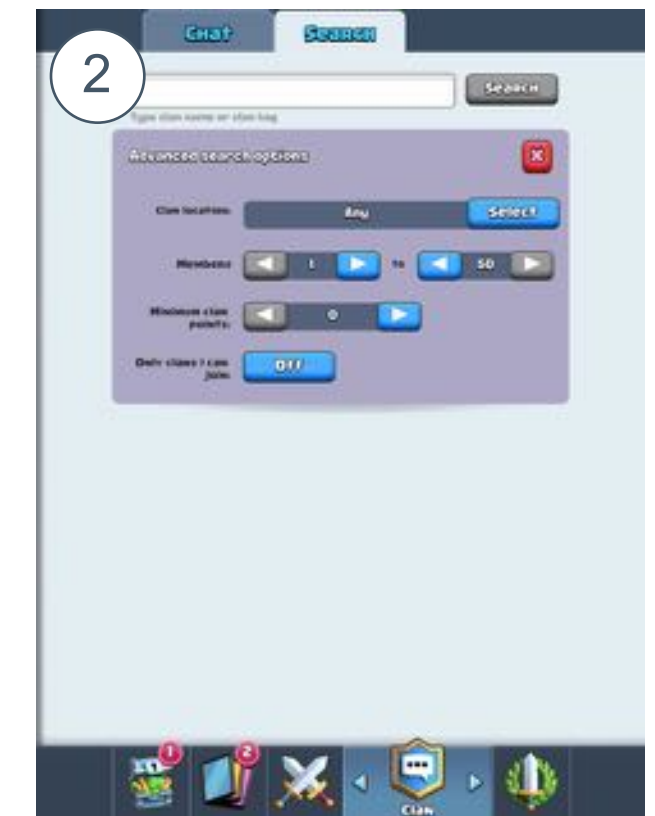 Chat Search
2
Search
Type clan name or clan tag
Advanced search options
Clan location: Any Select
Members 1 to 50
Minimum clan
points: 0
Only clans I can
join: Off
1 2
Clan